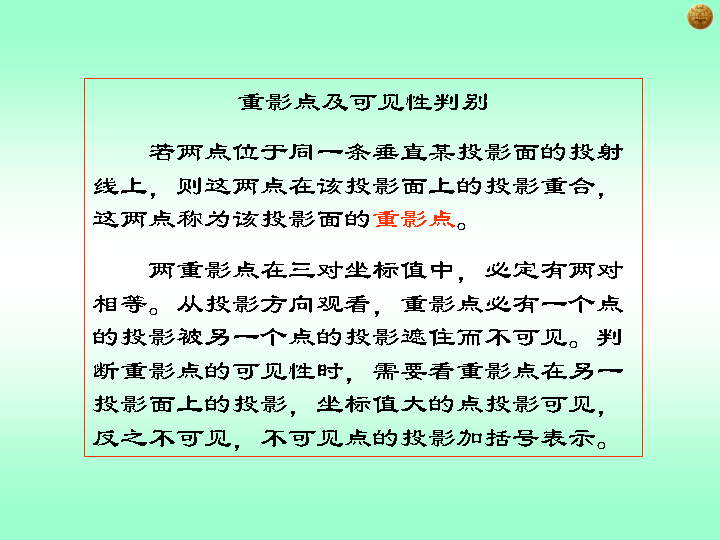 重影点及可见性判别
若两点位于同一条垂直某投影面的投射
线上，则这两点在该投影面上的投影重合，
这两点称为该投影面的重影点。
两重影点在三对坐标值中，必定有两对
相等。从投影方向观看，重影点必有一个点
的投影被另一个点的投影遮住而不可见。判
断重影点的可见性时，需要看重影点在另一
投影面上的投影，坐标值大的点投影可见，
反之不可见，不可见点的投影加括号表示。